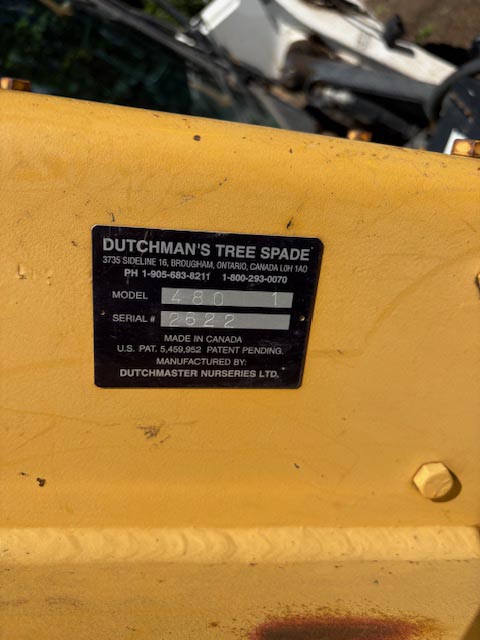 DUTCHMAN'S TREE SPADE
3735 SIDELINE 16, BROUGHAM, ONTARIO, CANADA L0H 1A0
PH 1-905-683-8211 1-800-293-0070
MODEL 480 1
SERIAL # 2622
MADE IN CANADA
U.S. PAT. 5,459,952 PATENT PENDING.
MANUFACTURED BY:
DUTCHMASTER NURSERIES LTD.